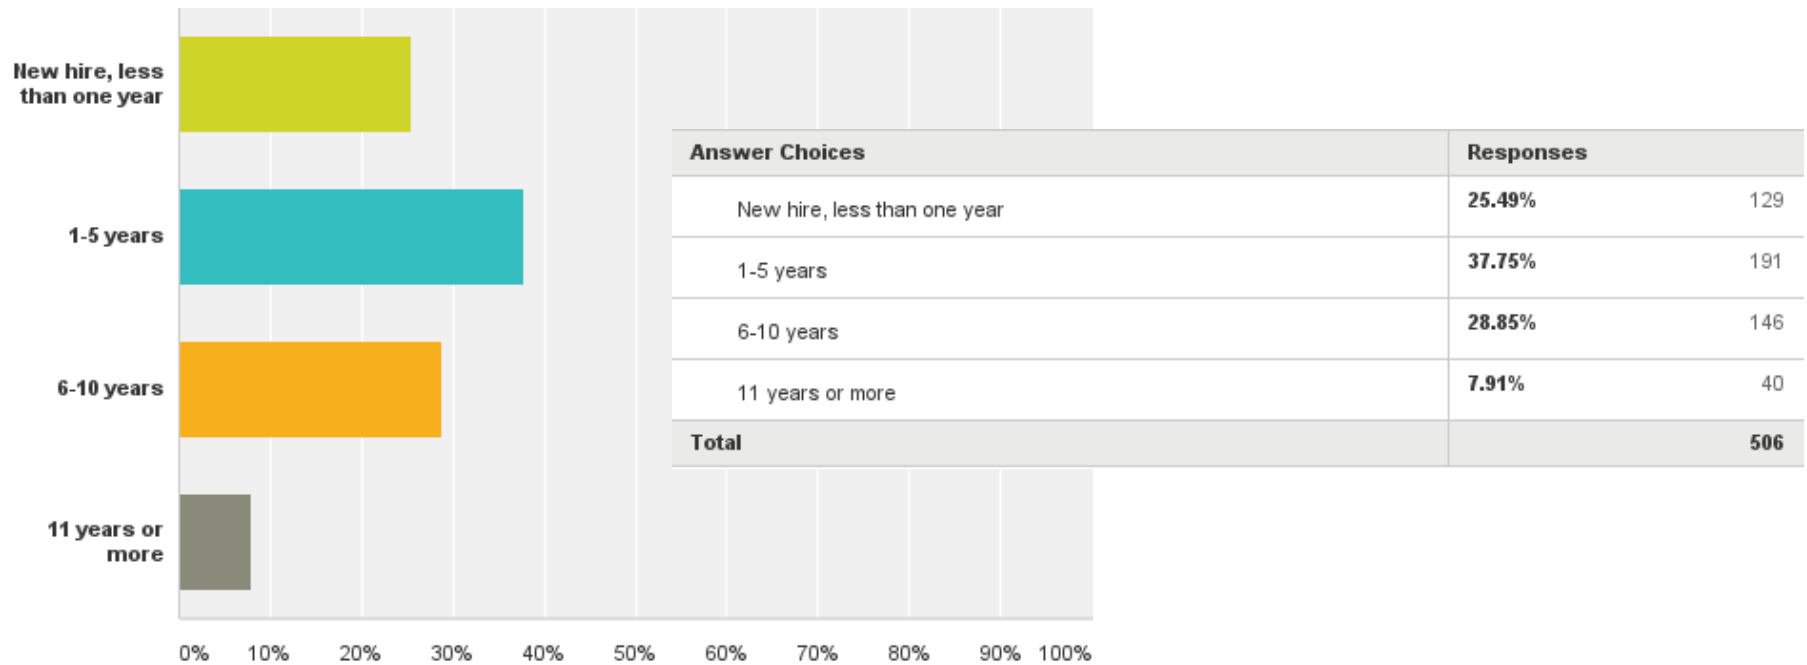 New hire, less
than one year
1-5 years
6-10 years
11 years or
more
0% 10% 20% 30% 40% 50% 60% 70% 80% 90% 100%
Answer Choices Responses
New hire, less than one year 25.49% 129
1-5 years 37.75% 191
6-10 years 28.85% 146
11 years or more 7.91% 40
Total 506